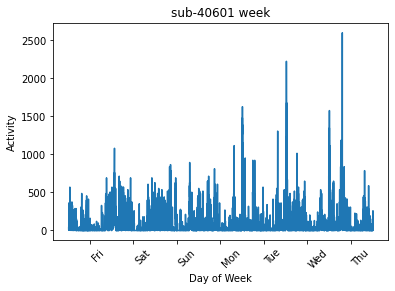 sub-40601 week
2500
2000
1500
1000
500
0
Activity
Fri
Sat
Sun
Mon
Tue
Wed
Thu
Day of Week